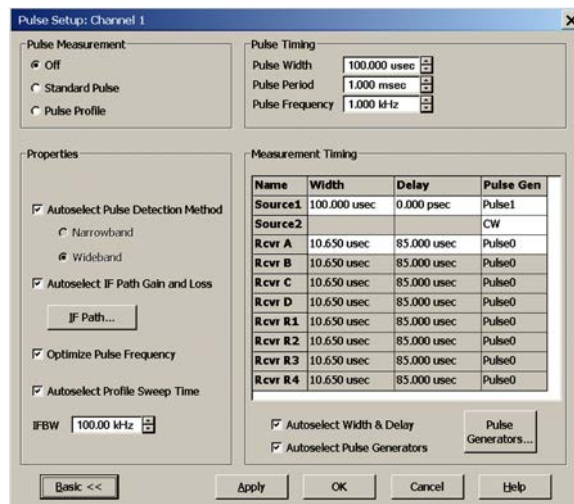 Pulse Setup: Channel 1
Pulse Measurement
Off
Standard Pulse
Pulse Profile
Pulse Timing
Pulse Width 100.000 usec
Pulse Period 1.000 msec
Pulse Frequency 1.000 kHz
Properties
Autoselect Pulse Detection Method
Narrowband
Wideband
Autoselect IF Path Gain and Loss
IF Path...
Optimize Pulse Frequency
Autoselect Profile Sweep Time
IFBW 100.00 kHz
Measurement Timing
Name Width Delay Pulse Gen
Source1 100.000 usec 0.000 psec Pulse1
Source2 CW
Rcvr A 10.650 usec 85.000 usec Pulse0
Rcvr B 10.650 usec 85.000 usec Pulse0
Rcvr C 10.650 usec 85.000 usec Pulse0
Rcvr D 10.650 usec 85.000 usec Pulse0
Rcvr R1 10.650 usec 85.000 usec Pulse0
Rcvr R2 10.650 usec 85.000 usec Pulse0
Rcvr R3 10.650 usec 85.000 usec Pulse0
Rcvr R4 10.650 usec 85.000 usec Pulse0
Autoselect Width & Delay
Autoselect Pulse Generators
Pulse
Generators...
Basic << Apply OK Cancel Help